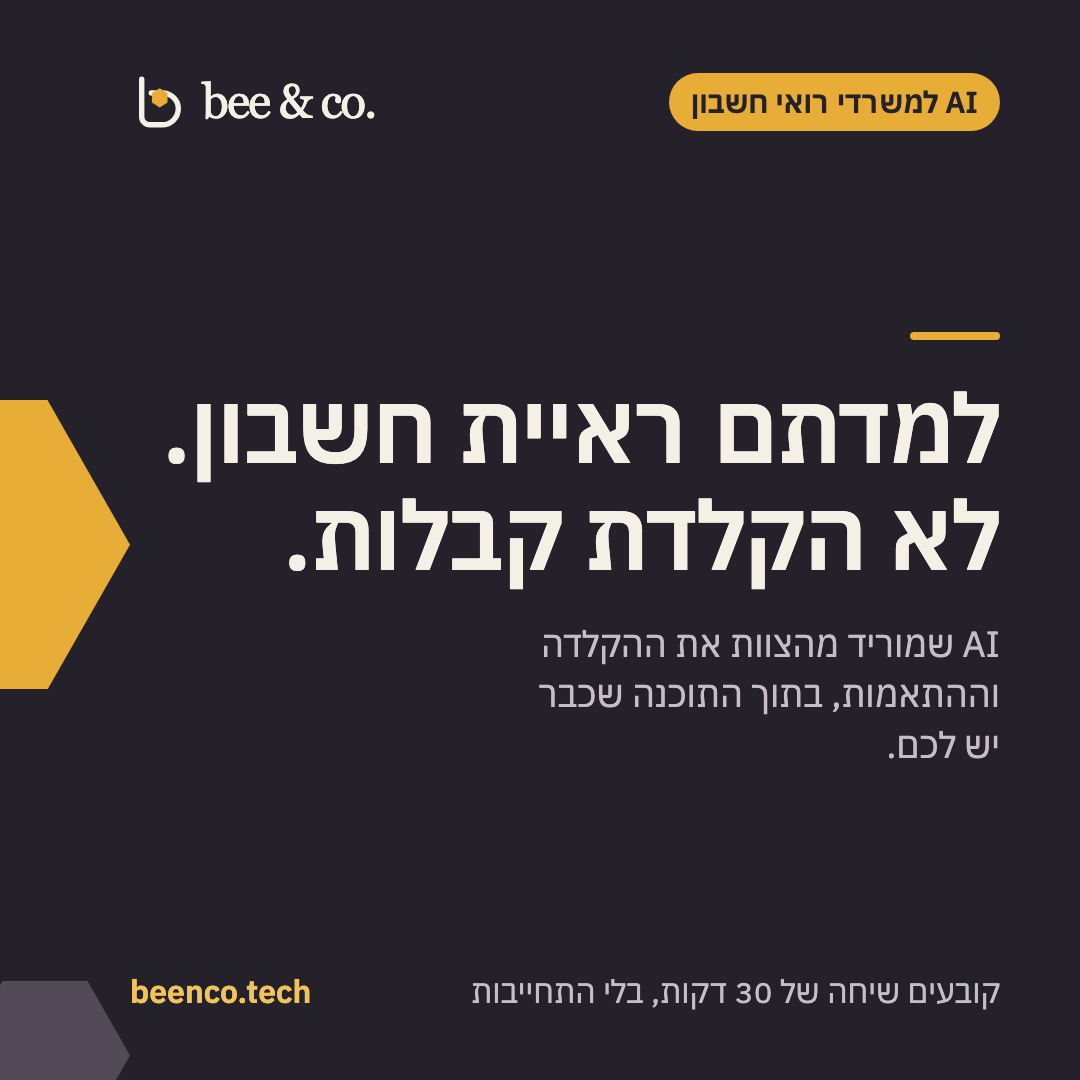 AI למשרדי רואי חשבון
bee & co.
למדתם ראיית חשבון.
לא הקלדת קבלות.
AI שמוריד מהצוות את ההקלדה
וההתאמות, בתוך התוכנה שכבר
יש לכם.
קובעים שיחה של 30 דקות, בלי התחייבות
beenco.tech